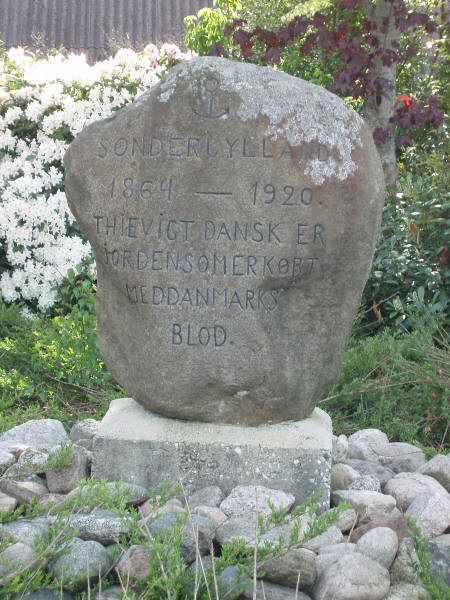 SØNDERJYLLAND
1864 — 1920.
THI EVIGT DANSK ER
JORDEN SOM ER KØBT
MED DANMARKS
BLOD.